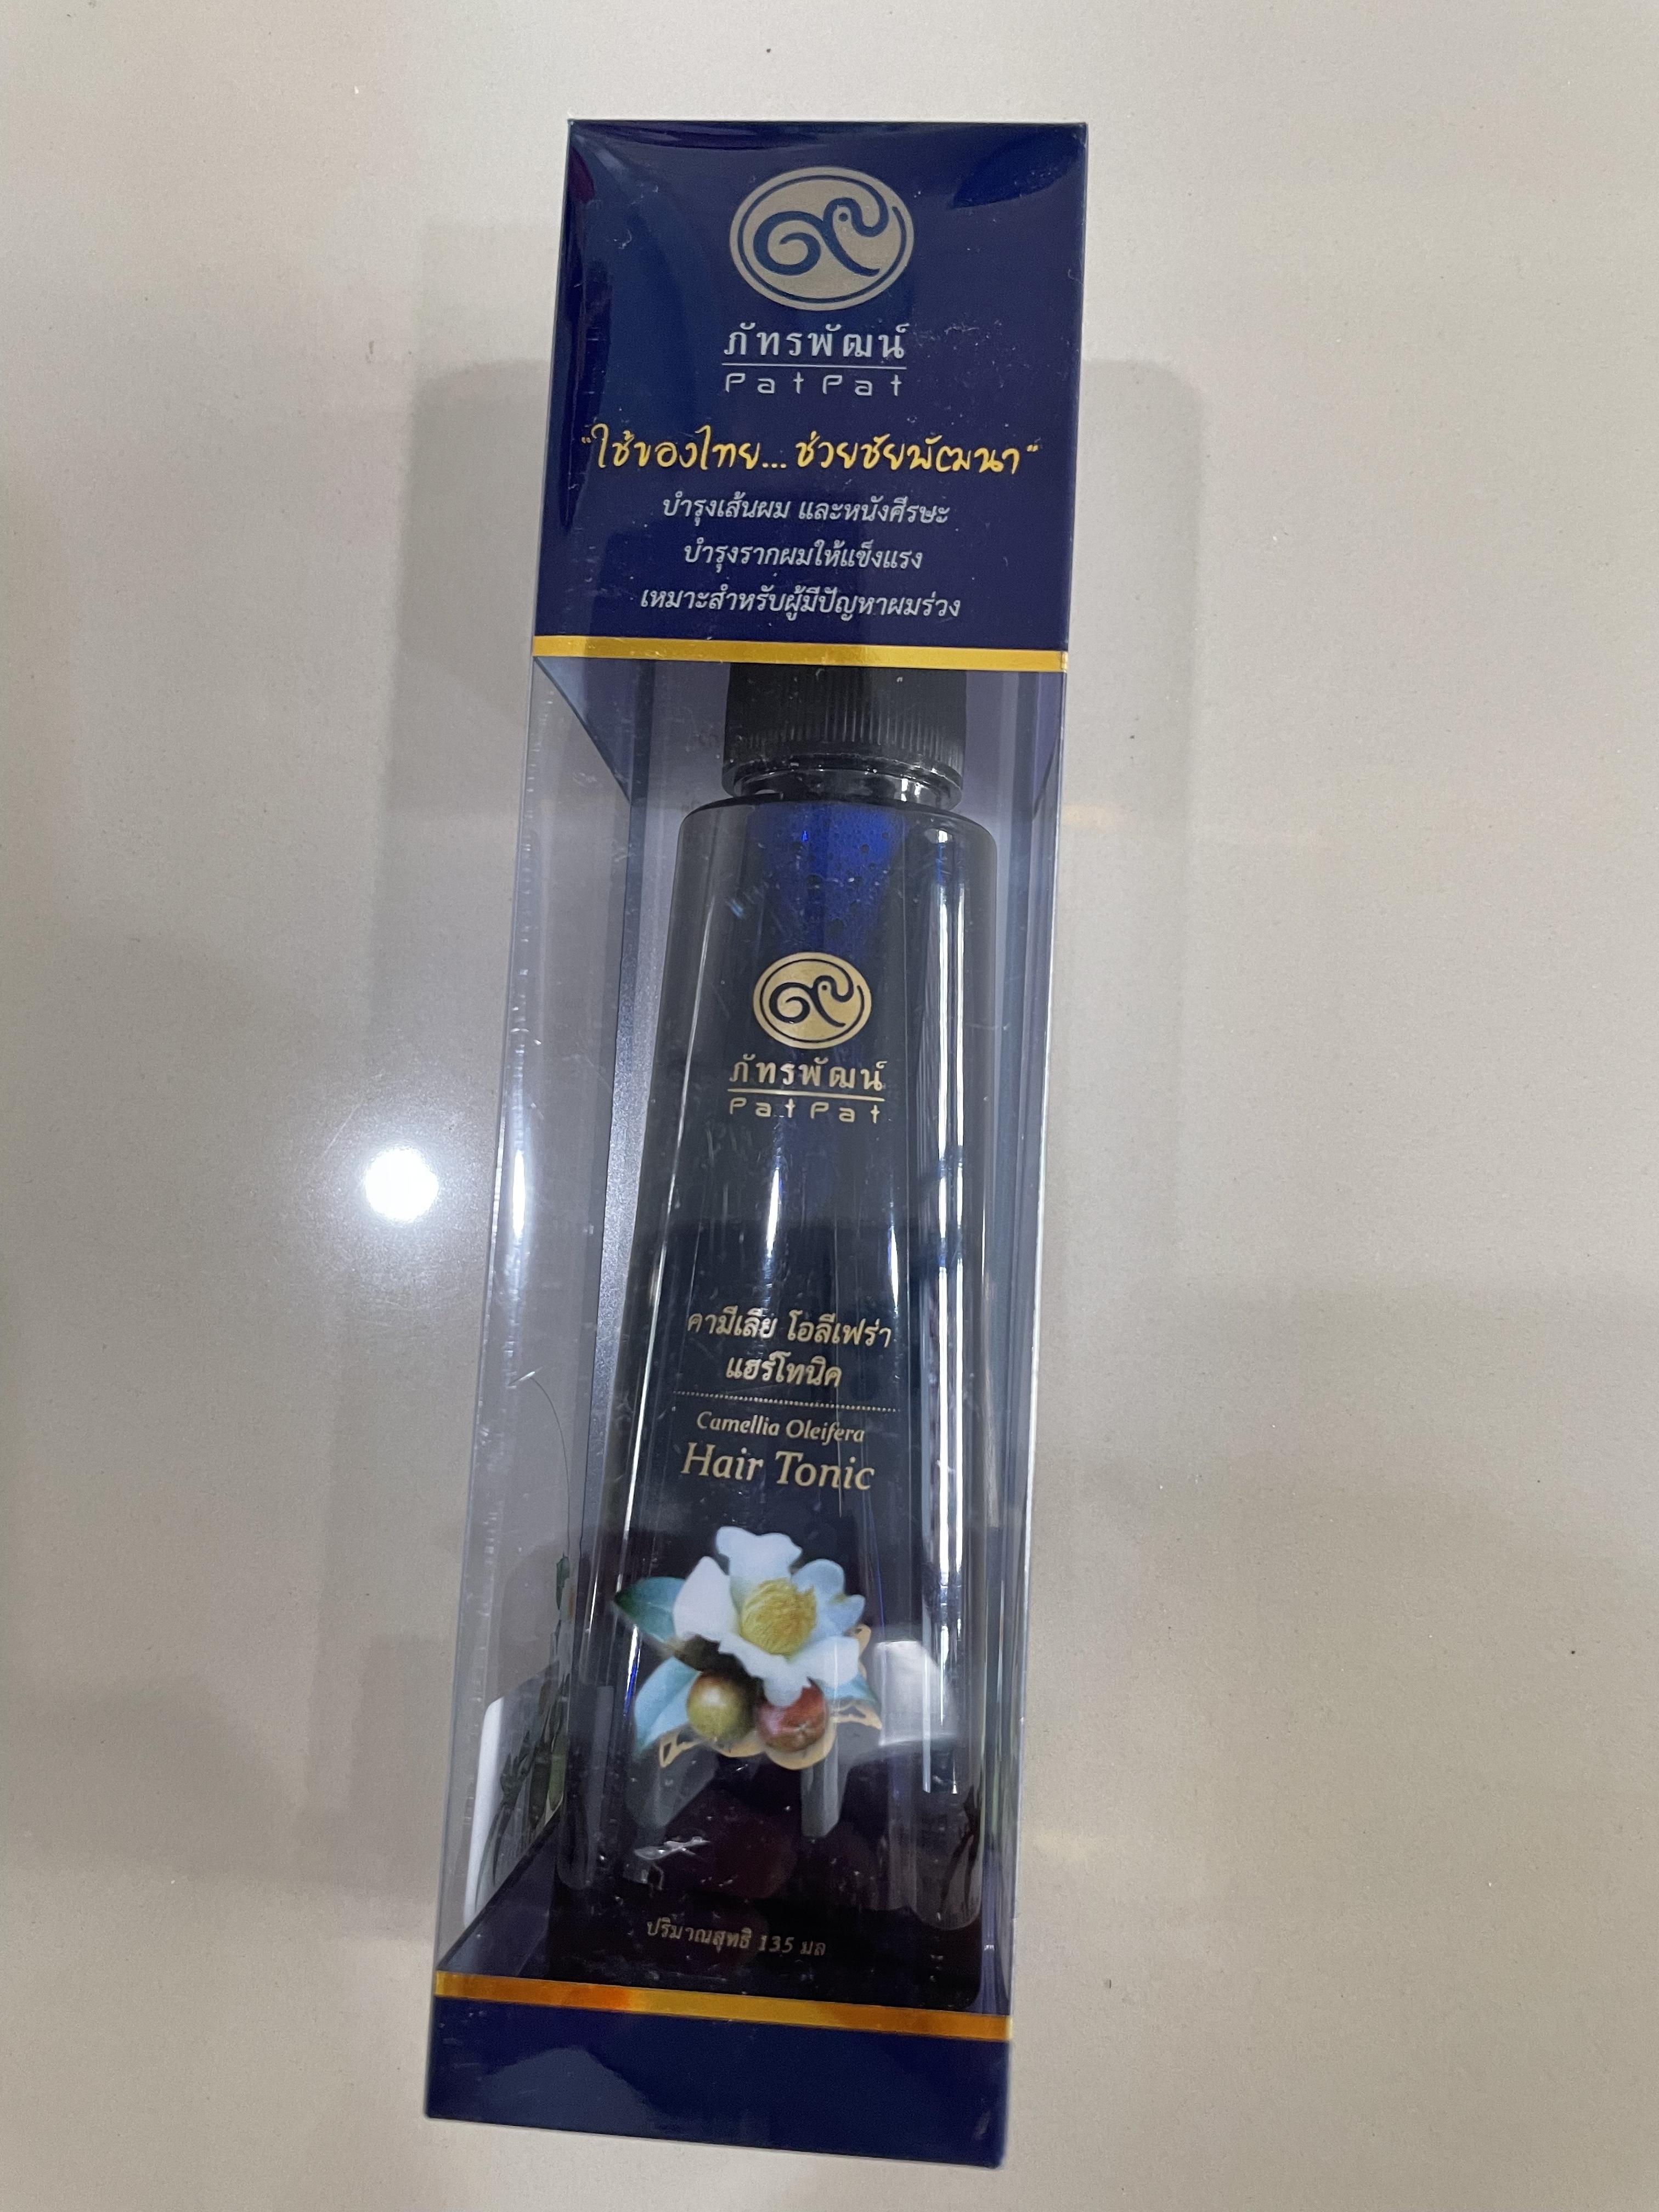 ภัทรพัฒน์
PatPat
"ใช้ของไทย...ช่วยชัยพัฒนา"
บำรุงเส้นผม และหนังศีรษะ
บำรุงรากผมให้แข็งแรง
เหมาะสำหรับผู้มีปัญหาผมร่วง
ภัทรพัฒน์
PatPat
คามีเลีย โอลีเฟร่า
แฮร์โทนิค
Camellia Oleifera
Hair Tonic
ปริมาณสุทธิ 135 มล